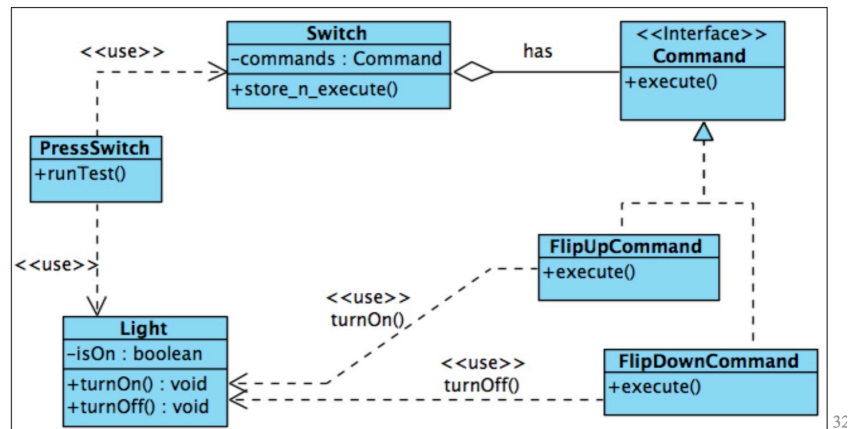 Switch
-commands : Command
+store_n_execute()
<<use>>
has
<<Interface>>
Command
+execute()
PressSwitch
+runTest()
<<use>>
FlipUpCommand
+execute()
<<use>>
turnOn()
Light
-isOn : boolean
+turnOn() : void
+turnOff() : void
<<use>>
turnOff()
FlipDownCommand
+execute()
32